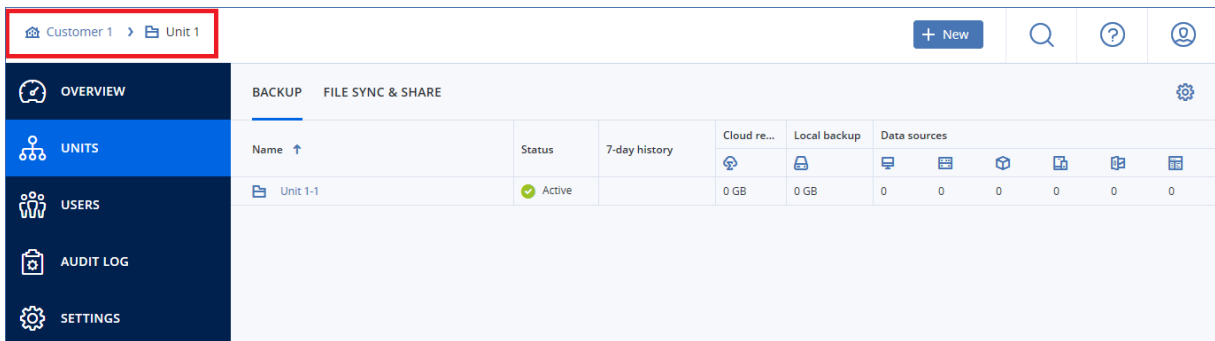 Customer 1 > Unit 1
+ New
OVERVIEW
UNITS
USERS
AUDIT LOG
SETTINGS
BACKUP FILE SYNC & SHARE
Name ↑ Status 7-day history Cloud re... Local backup Data sources
Unit 1-1 Active 0 GB 0 GB 0 0 0 0 0 0